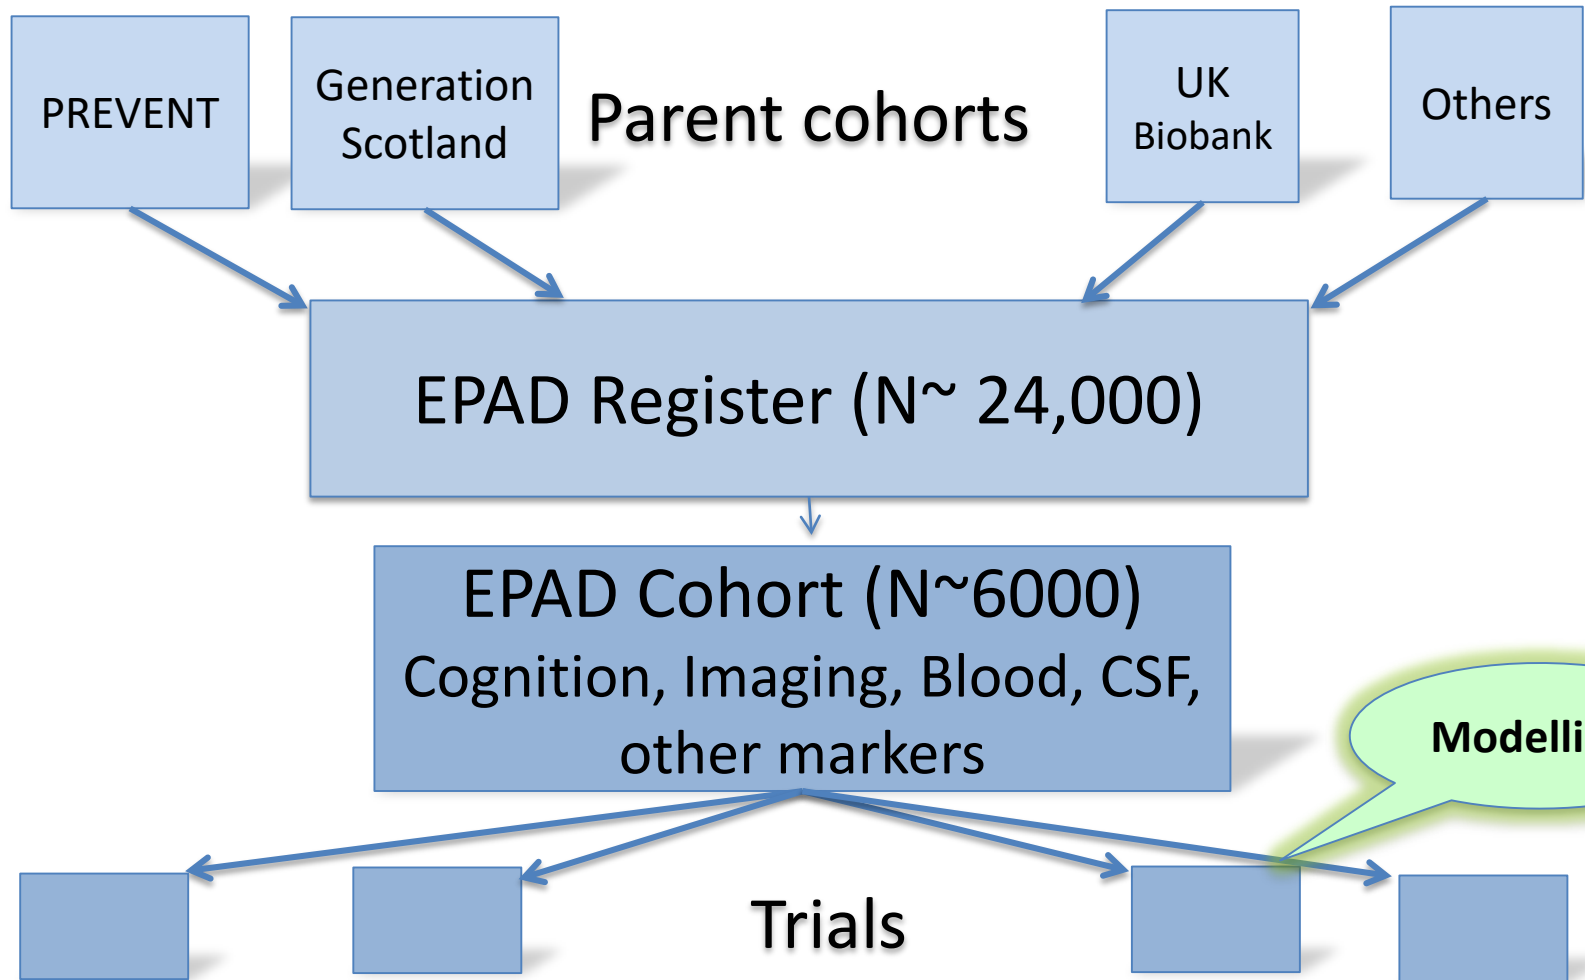 PREVENT
Generation
Scotland
Parent cohorts
UK
Biobank
Others
EPAD Register (N~ 24,000)
EPAD Cohort (N~6000)
Cognition, Imaging, Blood, CSF,
other markers
Modelli
Trials